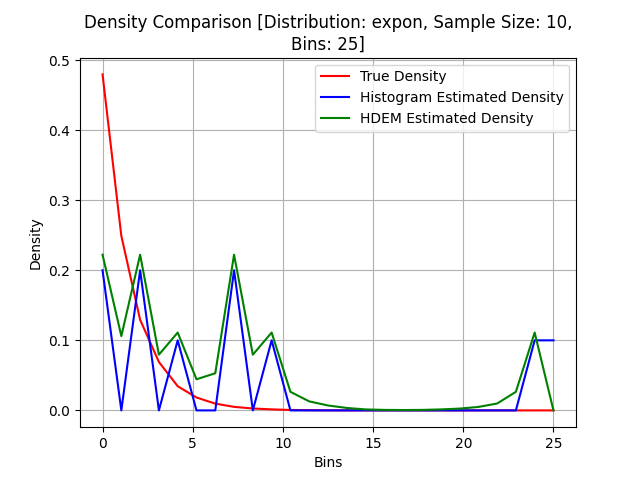 Density Comparison [Distribution: expon, Sample Size: 10,
Bins: 25]
True Density
Histogram Estimated Density
HDEM Estimated Density
Density
0.5
0.4
0.3
0.2
0.1
0.0
0 5 10 15 20 25
Bins